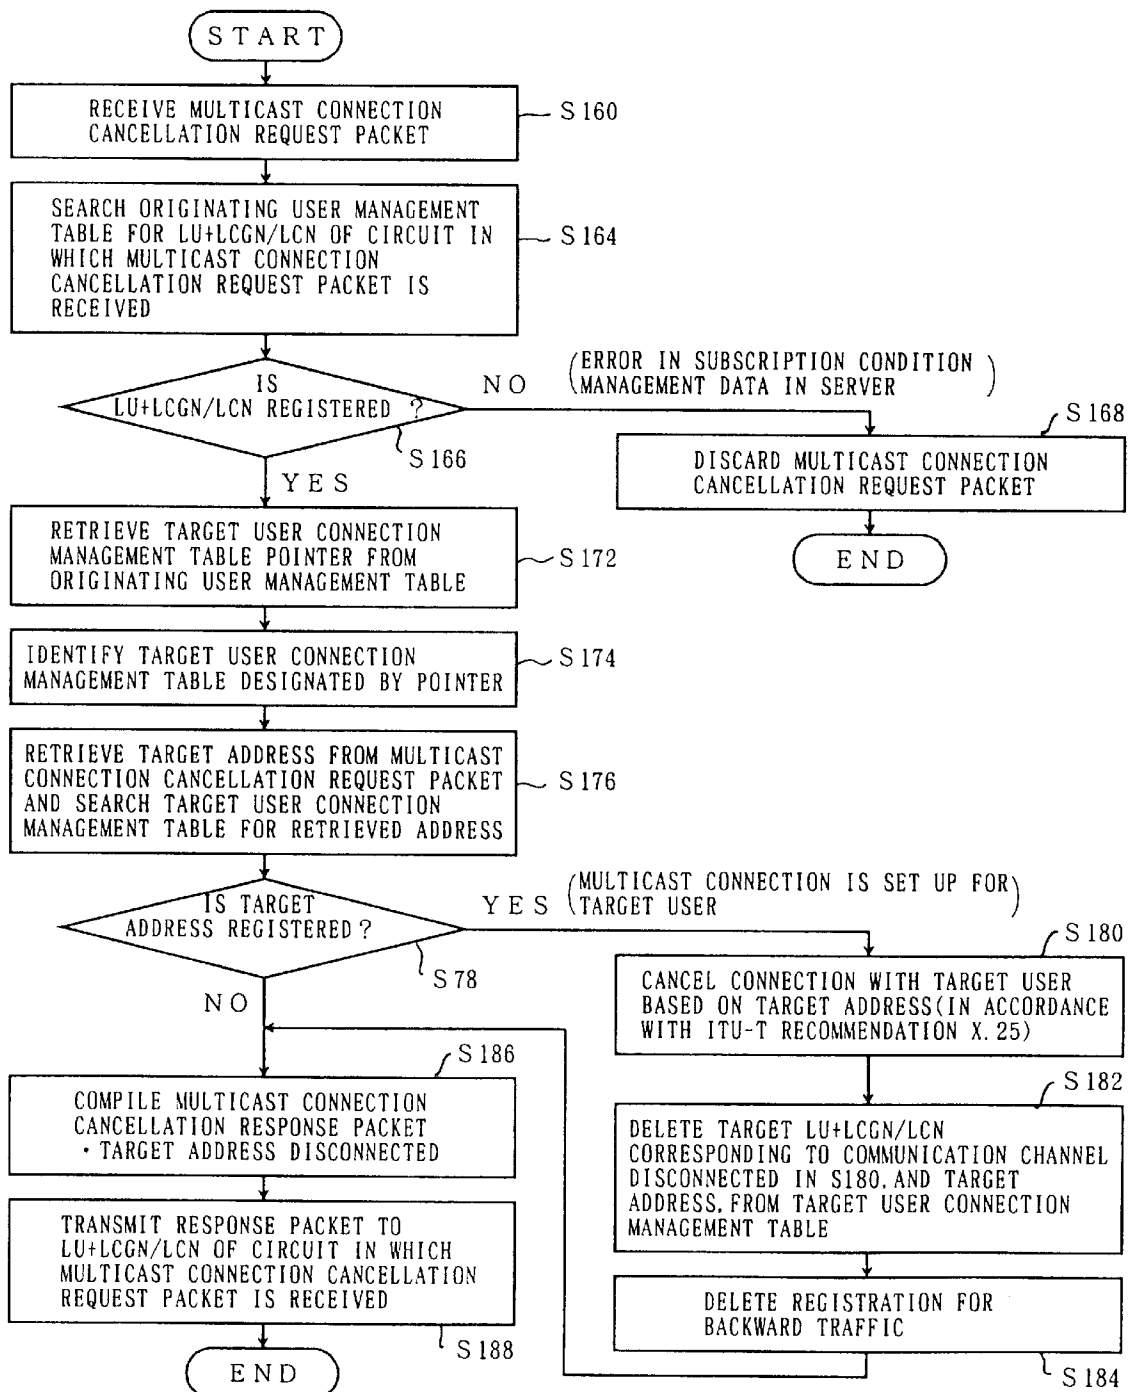 START
RECEIVE MULTICAST CONNECTION
CANCELLATION REQUEST PACKET
S160
SEARCH ORIGINATING USER MANAGEMENT
TABLE FOR LU+LCGN/LCN OF CIRCUIT IN
WHICH MULTICAST CONNECTION
CANCELLATION REQUEST PACKET IS
RECEIVED
S164
IS
LU+LCGN/LCN REGISTERED ?
S166
NO
(ERROR IN SUBSCRIPTION CONDITION
MANAGEMENT DATA IN SERVER)
S168
DISCARD MULTICAST CONNECTION
CANCELLATION REQUEST PACKET
END
YES
RETRIEVE TARGET USER CONNECTION
MANAGEMENT TABLE POINTER FROM
ORIGINATING USER MANAGEMENT TABLE
S172
IDENTIFY TARGET USER CONNECTION
MANAGEMENT TABLE DESIGNATED BY POINTER
S174
RETRIEVE TARGET ADDRESS FROM MULTICAST
CONNECTION CANCELLATION REQUEST PACKET
AND SEARCH TARGET USER CONNECTION
MANAGEMENT TABLE FOR RETRIEVED ADDRESS
S176
IS TARGET
ADDRESS REGISTERED ?
S78
YES
(MULTICAST CONNECTION IS SET UP FOR
TARGET USER)
S180
CANCEL CONNECTION WITH TARGET USER
BASED ON TARGET ADDRESS(IN ACCORDANCE
WITH ITU-T RECOMMENDATION X.25)
S182
DELETE TARGET LU+LCGN/LCN
CORRESPONDING TO COMMUNICATION CHANNEL
DISCONNECTED IN S180, AND TARGET
ADDRESS, FROM TARGET USER CONNECTION
MANAGEMENT TABLE
DELETE REGISTRATION FOR
BACKWARD TRAFFIC
S184
NO
S186
COMPILE MULTICAST CONNECTION
CANCELLATION RESPONSE PACKET
• TARGET ADDRESS DISCONNECTED
TRANSMIT RESPONSE PACKET TO
LU+LCGN/LCN OF CIRCUIT IN WHICH
MULTICAST CONNECTION CANCELLATION
REQUEST PACKET IS RECEIVED
S188
END